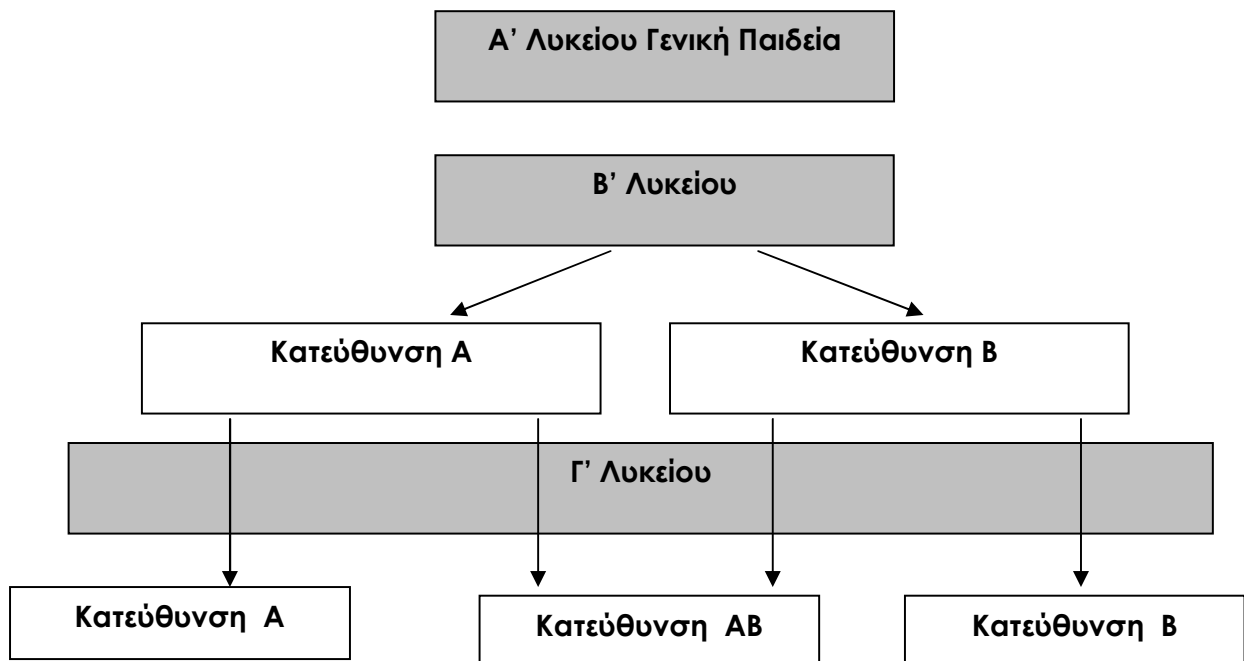 Α’ Λυκείου Γενική Παιδεία
Β’ Λυκείου
Κατεύθυνση Α
Κατεύθυνση Β
Γ’ Λυκείου
Κατεύθυνση Α
Κατεύθυνση ΑΒ
Κατεύθυνση Β